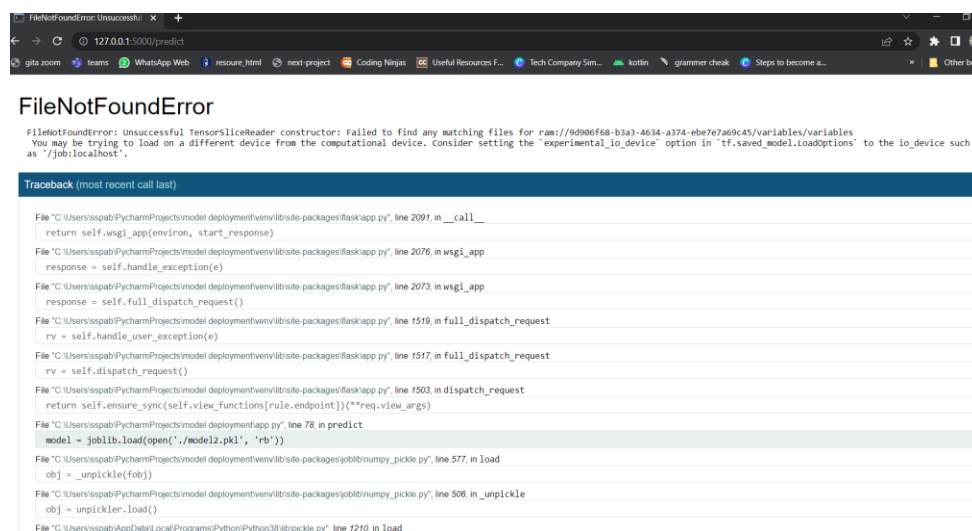 FileNotFoundError: Unsuccessful
127.0.0.1:5000/predict
gita zoom teams WhatsApp Web resoure_html next-project Coding Ninjas Useful Resources F... Tech Company Sim... kotlin grammer cheak Steps to become a... » Other b
FileNotFoundError
FileNotFoundError: Unsuccessful TensorSliceReader constructor: Failed to find any matching files for ram://9d906f68-b3a3-4634-a374-ebe7e7a69c45/variables/variables
You may be trying to load on a different device from the computational device. Consider setting the `experimental_io_device` option in `tf.saved_model.LoadOptions` to the io_device such
as '/job:localhost'.
Traceback (most recent call last)
File "C:\Users\sspab\PycharmProjects\model deployment\venv\lib\site-packages\flask\app.py", line 2091, in __call__
return self.wsgi_app(environ, start_response)
File "C:\Users\sspab\PycharmProjects\model deployment\venv\lib\site-packages\flask\app.py", line 2076, in wsgi_app
response = self.handle_exception(e)
File "C:\Users\sspab\PycharmProjects\model deployment\venv\lib\site-packages\flask\app.py", line 2073, in wsgi_app
response = self.full_dispatch_request()
File "C:\Users\sspab\PycharmProjects\model deployment\venv\lib\site-packages\flask\app.py", line 1519, in full_dispatch_request
rv = self.handle_user_exception(e)
File "C:\Users\sspab\PycharmProjects\model deployment\venv\lib\site-packages\flask\app.py", line 1517, in full_dispatch_request
rv = self.dispatch_request()
File "C:\Users\sspab\PycharmProjects\model deployment\venv\lib\site-packages\flask\app.py", line 1503, in dispatch_request
return self.ensure_sync(self.view_functions[rule.endpoint])(**req.view_args)
File "C:\Users\sspab\PycharmProjects\model deployment\app.py", line 78, in predict
model = joblib.load(open('./model2.pkl', 'rb'))
File "C:\Users\sspab\PycharmProjects\model deployment\venv\lib\site-packages\joblib\numpy_pickle.py", line 577, in load
obj = _unpickle(fobj)
File "C:\Users\sspab\PycharmProjects\model deployment\venv\lib\site-packages\joblib\numpy_pickle.py", line 506, in _unpickle
obj = unpickler.load()
File "C:\Users\sspab\AppData\Local\Programs\Python\Python38\lib\pickle.py", line 1210, in load